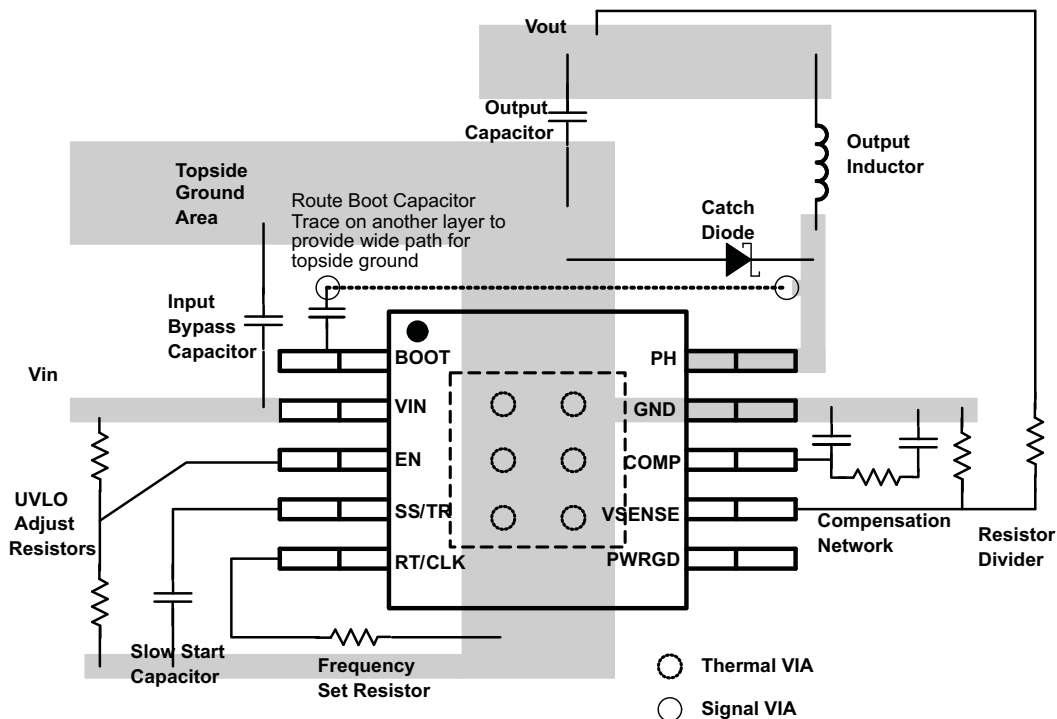 Vout
Output
Capacitor
Output
Inductor
Topside
Ground
Area
Route Boot Capacitor
Trace on another layer to
provide wide path for
topside ground
Catch
Diode
Input
Bypass
Capacitor
Vin
BOOT
VIN
EN
SS/TR
RT/CLK
PH
GND
COMP
VSENSE
PWRGD
UVLO
Adjust
Resistors
Compensation
Network
Resistor
Divider
Slow Start
Capacitor
Frequency
Set Resistor
Thermal VIA
Signal VIA